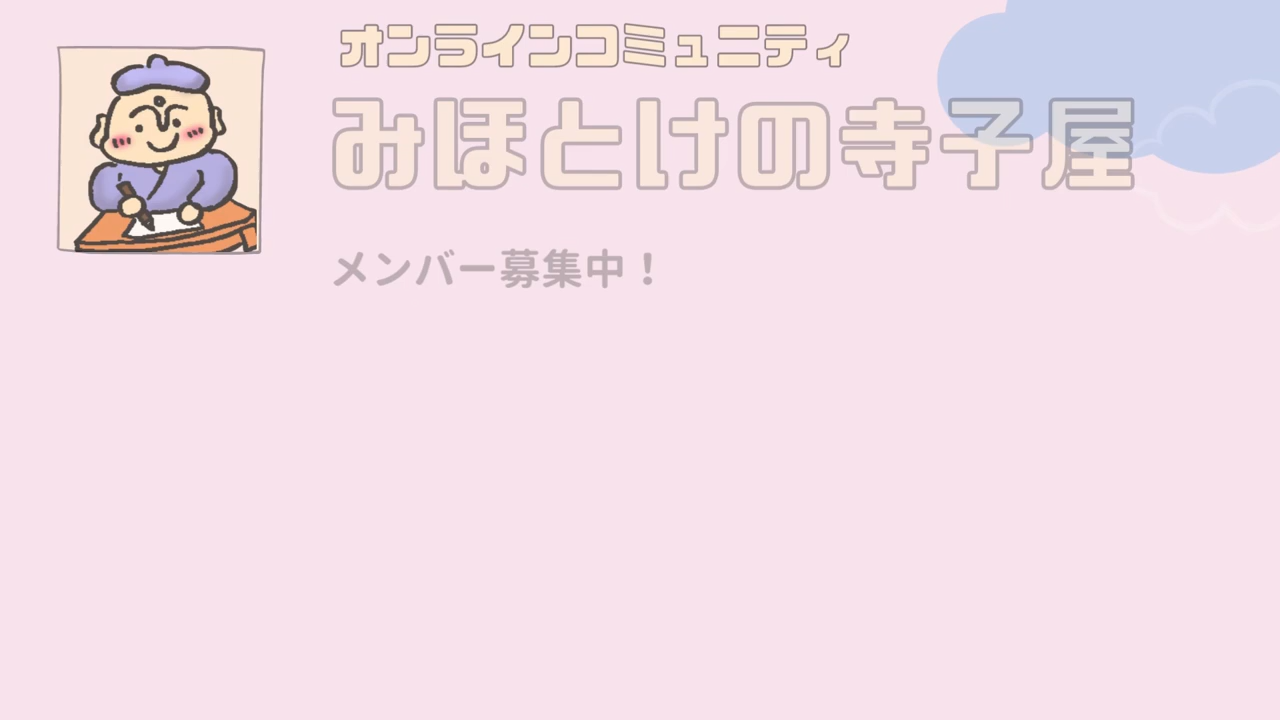 オンラインコミュニティ
みほとけの寺子屋
メンバー募集中！